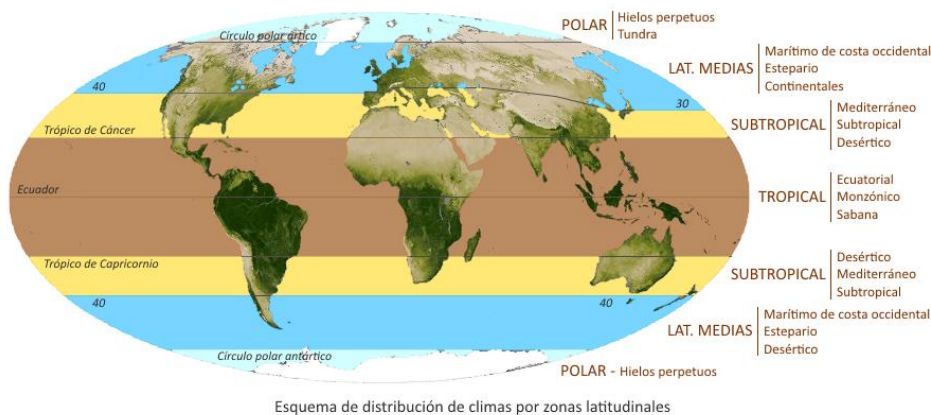 POLAR
Hielos perpetuos
Tundra
Círculo polar ártico
LAT. MEDIAS
Marítimo de costa occidental
Estepario
Continentales
40
30
Trópico de Cáncer
SUBTROPICAL
Mediterráneo
Subtropical
Desértico
Ecuador
TROPICAL
Ecuatorial
Monzónico
Sabana
Trópico de Capricornio
SUBTROPICAL
Desértico
Mediterráneo
Subtropical
40
40
LAT. MEDIAS
Marítimo de costa occidental
Estepario
Desértico
Círculo polar antártico
POLAR - Hielos perpetuos
Esquema de distribución de climas por zonas latitudinales